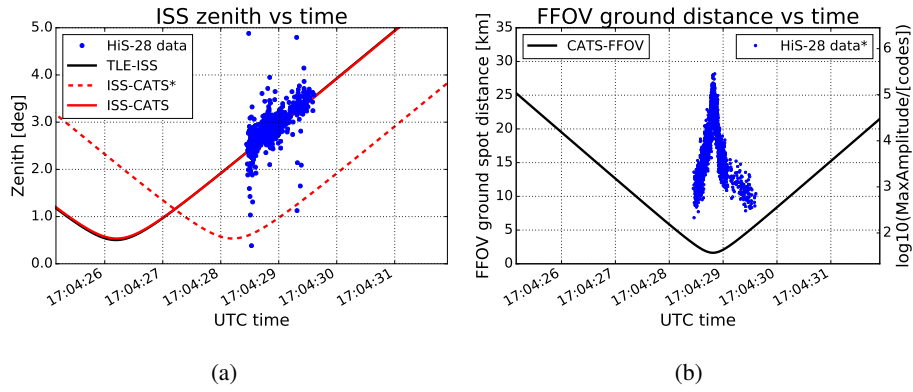 ISS zenith vs time
Zenith [deg]
5.0
4.0
3.0
2.0
1.0
0.0
HiS-28 data
TLE-ISS
ISS-CATS*
ISS-CATS
17:04:26
17:04:27
17:04:28
17:04:29
17:04:30
17:04:31
UTC time
(a)
FFOV ground distance vs time
FFOV ground spot distance [km]
35
30
25
20
15
10
5
0
CATS-FFOV
HiS-28 data*
6
5
4
3
2
log10(MaxAmplitude/[codes])
17:04:26
17:04:27
17:04:28
17:04:29
17:04:30
17:04:31
UTC time
(b)